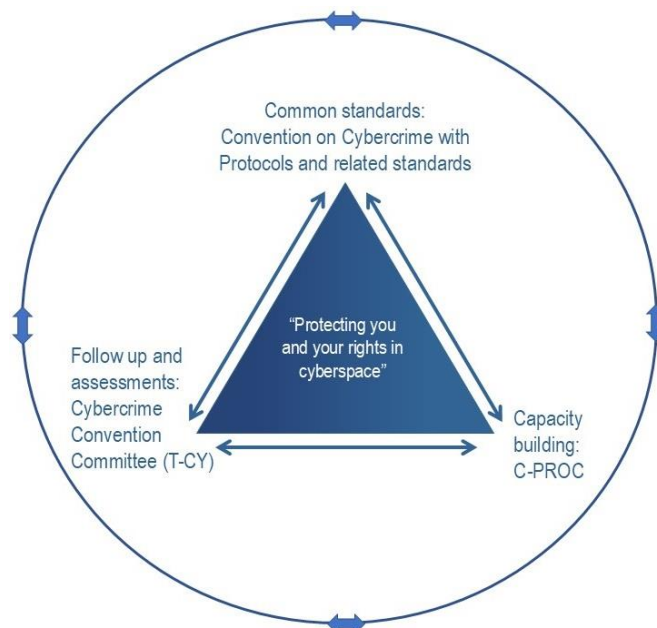 Common standards:
Convention on Cybercrime with
Protocols and related standards
“Protecting you
and your rights in
cyberspace”
Follow up and
assessments:
Cybercrime
Convention
Committee (T-CY)
Capacity
building:
C-PROC